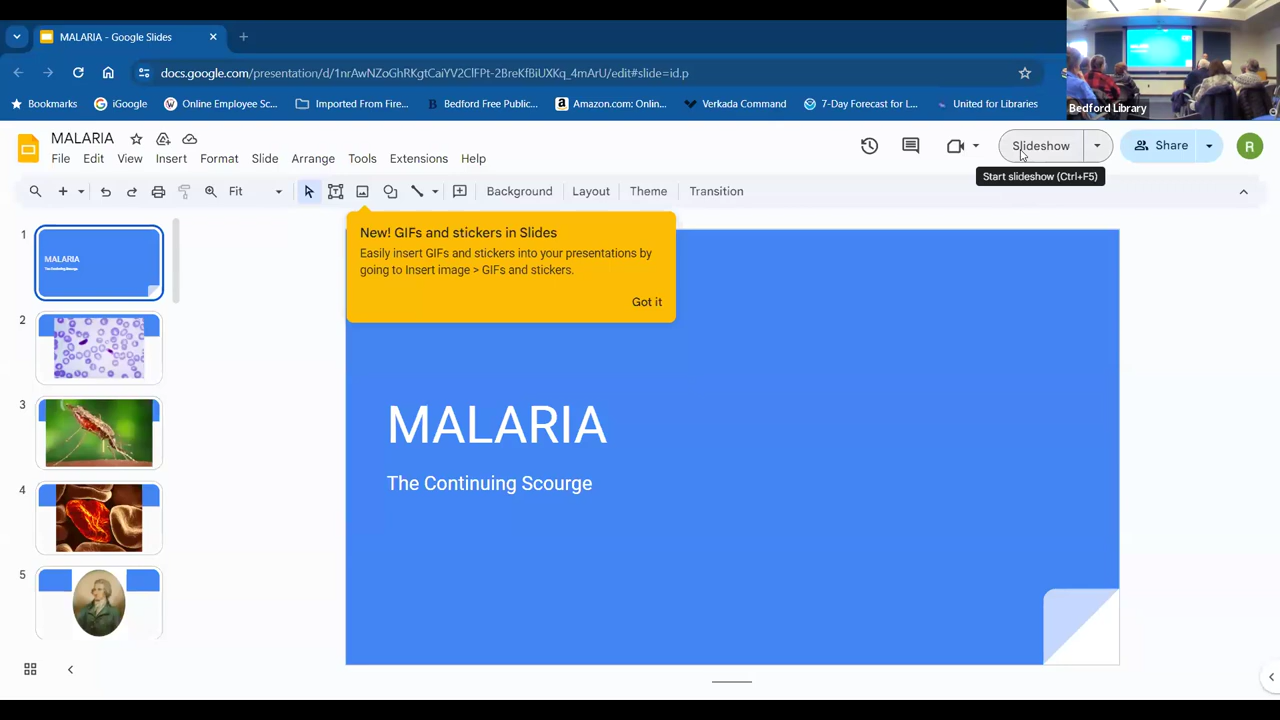 MALARIA - Google Slides
docs.google.com/presentation/d/1nrAwNZoGhRKgtCaiYV2ClFPt-2BreKfBiUXKq_4mArU/edit#slide=id.p
Bookmarks
iGoogle
Online Employee Sc...
Imported From Fire...
Bedford Free Public...
Amazon.com: Onlin...
Verkada Command
7-Day Forecast for L...
United for Libraries
Bedford Library
MALARIA
File Edit View Insert Format Slide Arrange Tools Extensions Help
Slideshow
Share
R
Start slideshow (Ctrl+F5)
Fit
Background Layout Theme Transition
New! GIFs and stickers in Slides
Easily insert GIFs and stickers into your presentations by
going to Insert image > GIFs and stickers.
Got it
1
MALARIA
The Continuing Scourge
2
3
4
5
MALARIA
The Continuing Scourge